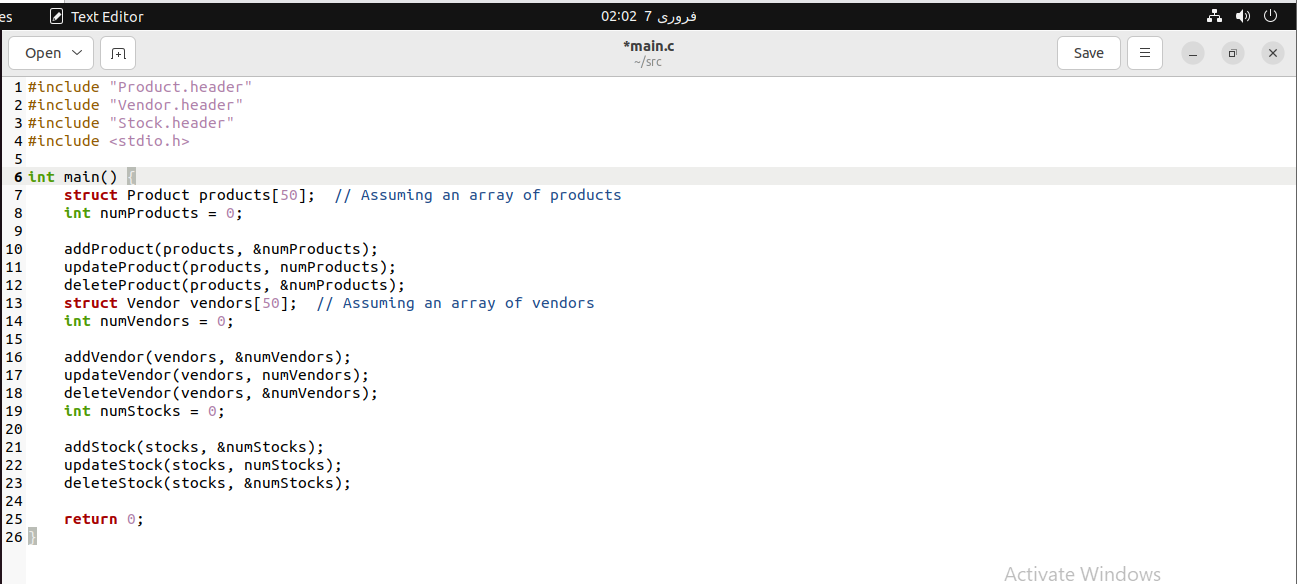 es Text Editor 02:02 7 فروری
Open *main.c Save
~/src
1 #include "Product.header"
2 #include "Vendor.header"
3 #include "Stock.header"
4 #include <stdio.h>
5
6 int main() {
7     struct Product products[50];  // Assuming an array of products
8     int numProducts = 0;
9
10     addProduct(products, &numProducts);
11     updateProduct(products, numProducts);
12     deleteProduct(products, &numProducts);
13     struct Vendor vendors[50];  // Assuming an array of vendors
14     int numVendors = 0;
15
16     addVendor(vendors, &numVendors);
17     updateVendor(vendors, numVendors);
18     deleteVendor(vendors, &numVendors);
19     int numStocks = 0;
20
21     addStock(stocks, &numStocks);
22     updateStock(stocks, numStocks);
23     deleteStock(stocks, &numStocks);
24
25     return 0;
26 }
Activate Windows